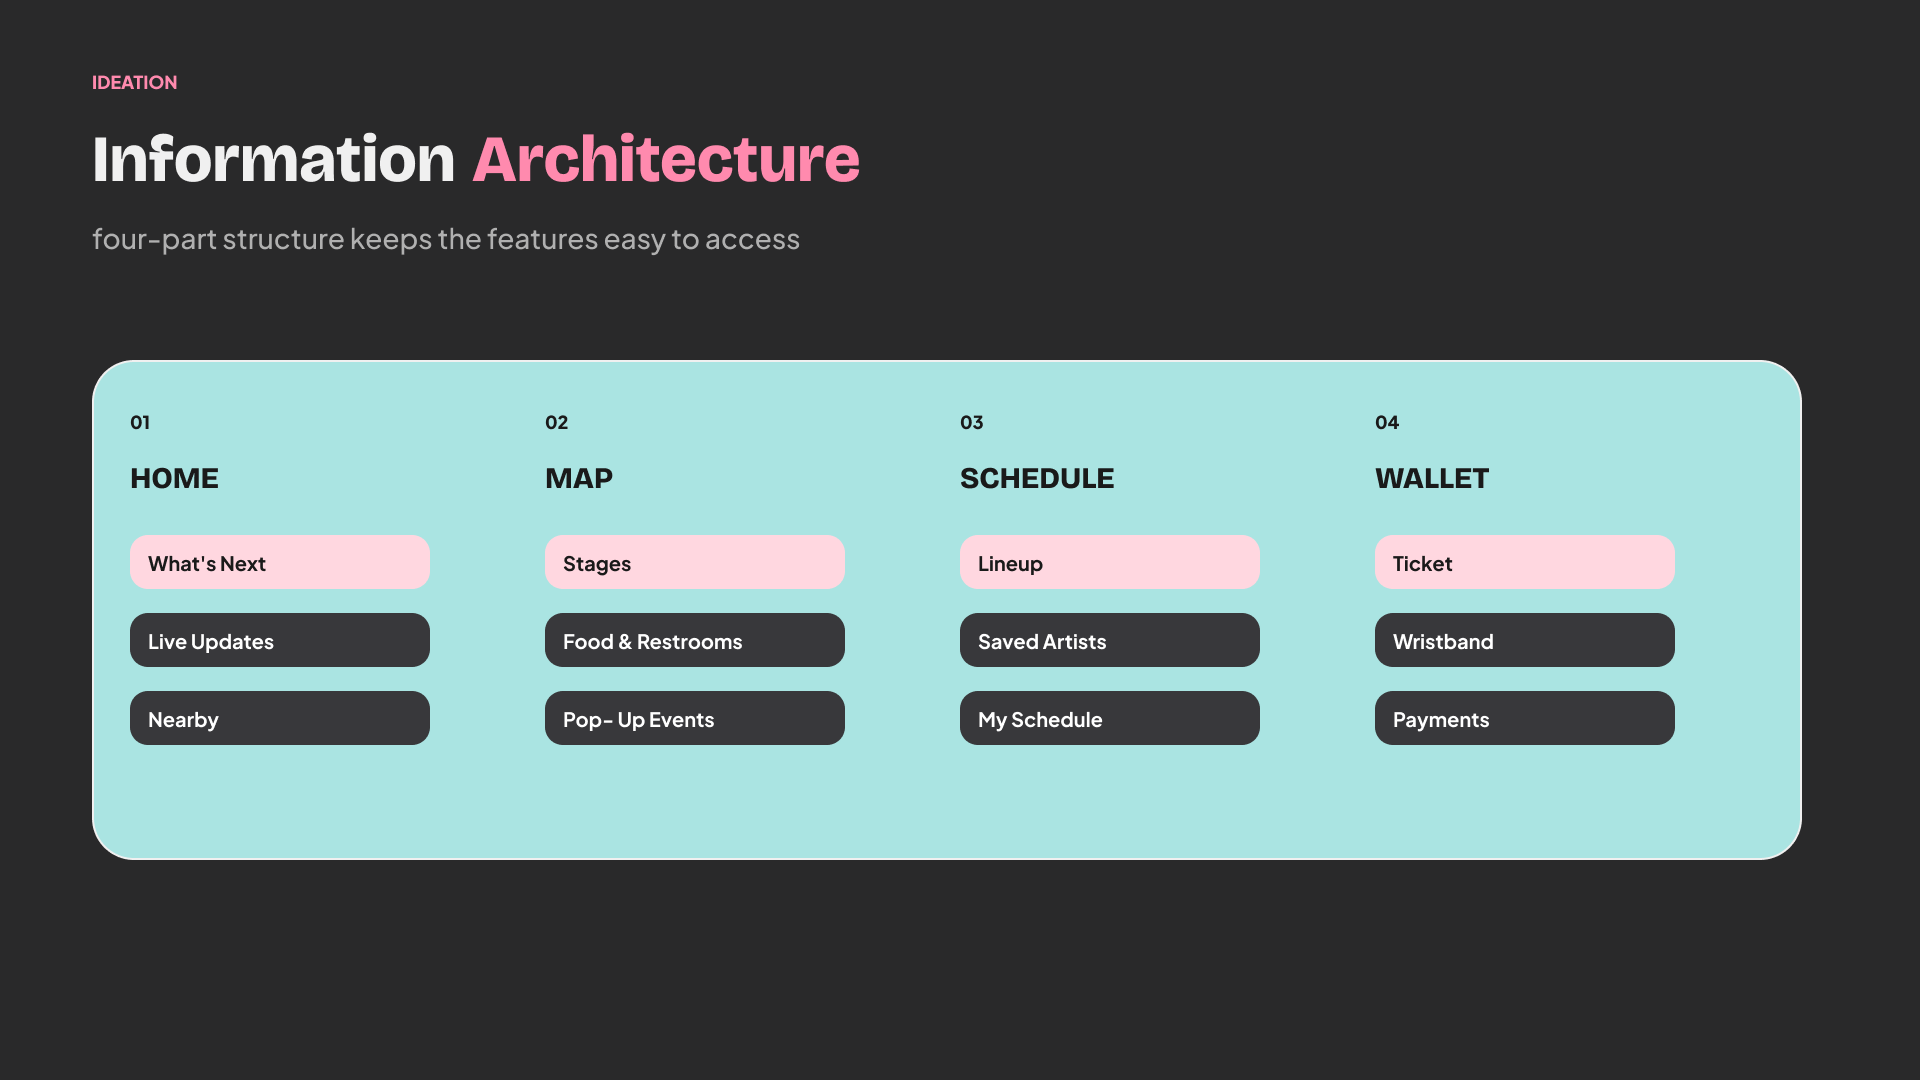 IDEATION
Information Architecture
four-part structure keeps the features easy to access
01
HOME
What's Next
Live Updates
Nearby
02
MAP
Stages
Food & Restrooms
Pop- Up Events
03
SCHEDULE
Lineup
Saved Artists
My Schedule
04
WALLET
Ticket
Wristband
Payments